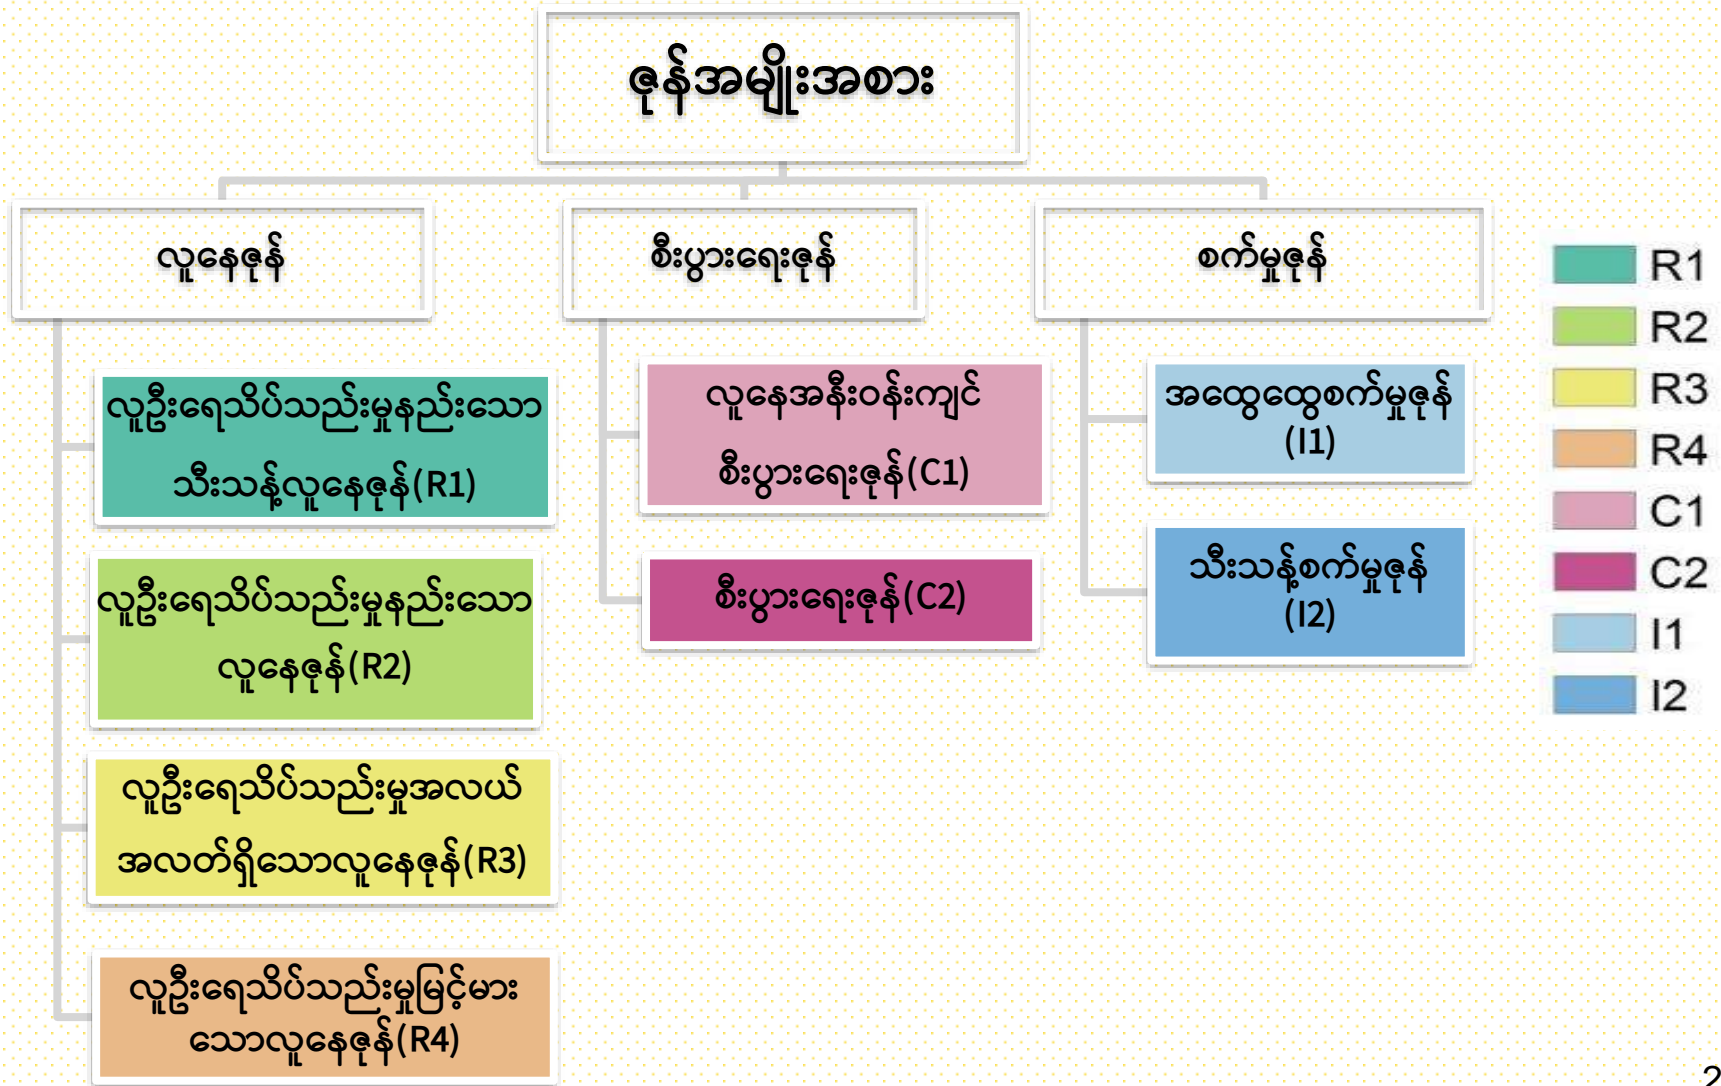 ဇုန်အမျိုးအစား
လူနေဇုန်
စီးပွားရေးဇုန်
စက်မှုဇုန်
လူဦးရေသိပ်သည်းမှုနည်းသော
သီးသန့်လူနေဇုန်(R1)
လူဦးရေသိပ်သည်းမှုနည်းသော
လူနေဇုန်(R2)
လူဦးရေသိပ်သည်းမှုအလယ်
အလတ်ရှိသောလူနေဇုန်(R3)
လူဦးရေသိပ်သည်းမှုမြင့်မား
သောလူနေဇုန်(R4)
လူနေအနီးဝန်းကျင်
စီးပွားရေးဇုန်(C1)
စီးပွားရေးဇုန်(C2)
အထွေထွေစက်မှုဇုန်
(I1)
သီးသန့်စက်မှုဇုန်
(I2)
R1
R2
R3
R4
C1
C2
I1
I2
2